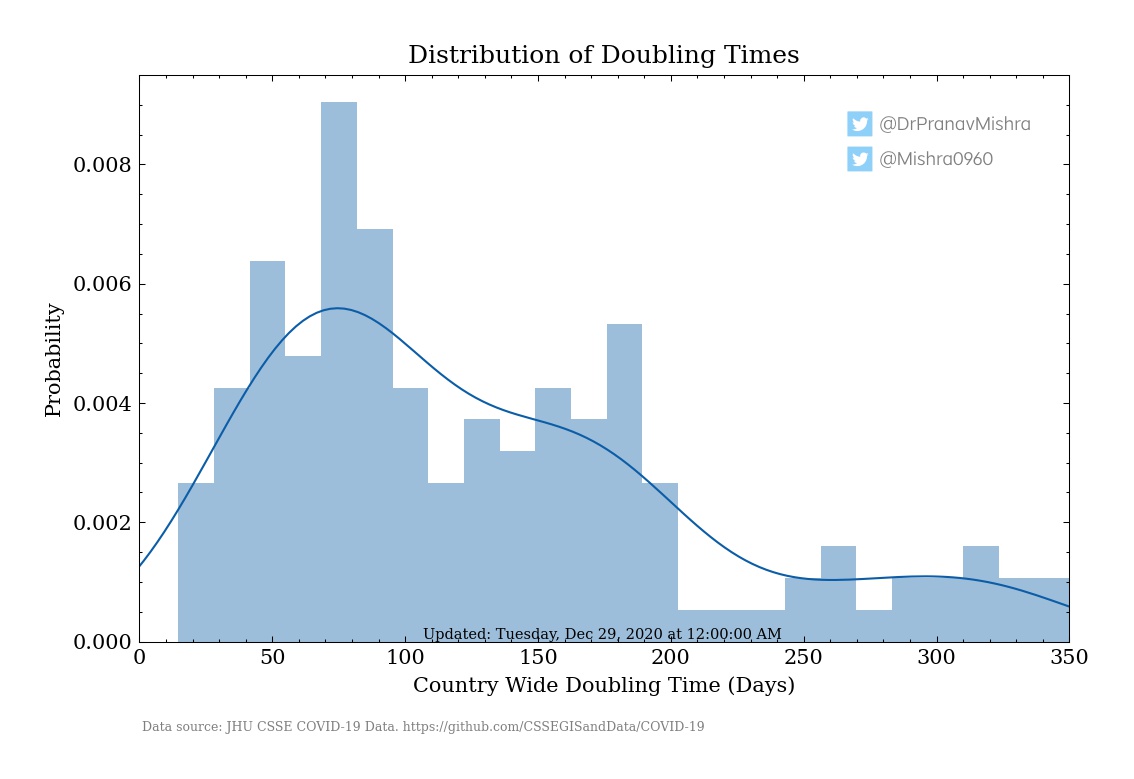 Distribution of Doubling Times
@DrPranavMishra
@Mishra0960
0.008
0.006
0.004
0.002
0.000
Probability
Updated: Tuesday, Dec 29, 2020 at 12:00:00 AM
0 50 100 150 200 250 300 350
Country Wide Doubling Time (Days)
Data source: JHU CSSE COVID-19 Data. https://github.com/CSSEGISandData/COVID-19